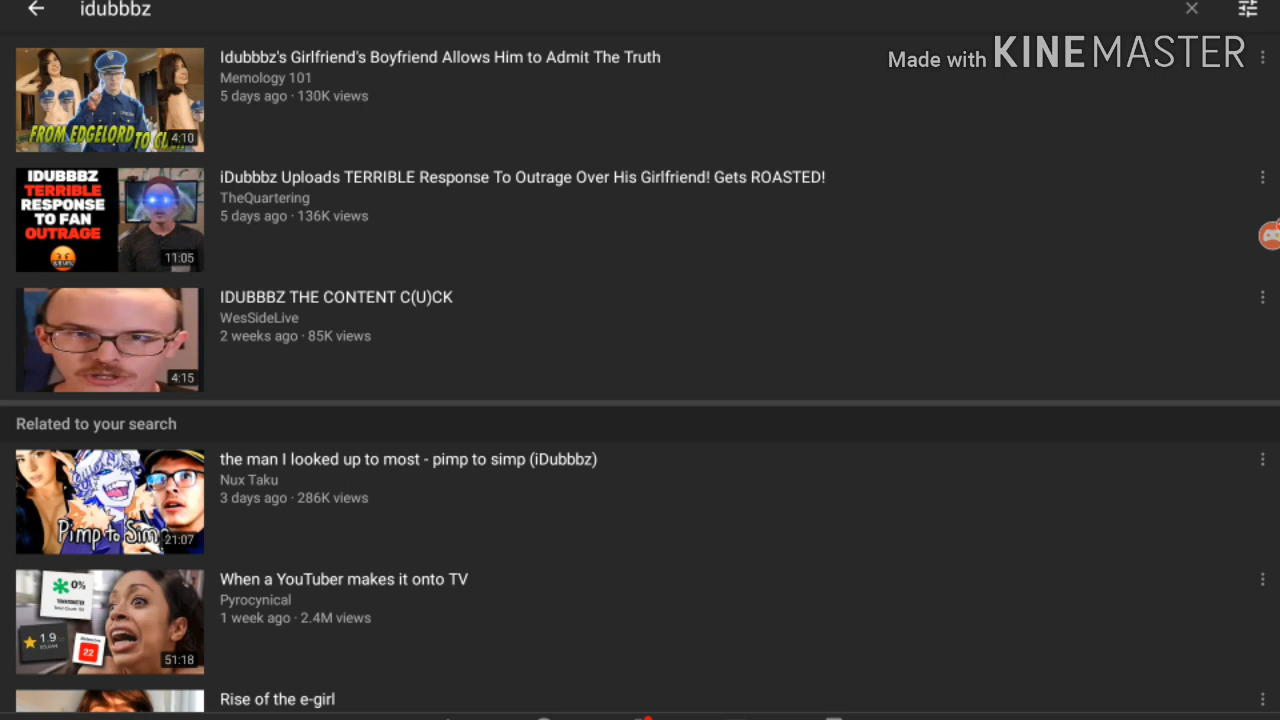 idubbbz
Made with KINEMASTER
Idubbbz's Girlfriend's Boyfriend Allows Him to Admit The Truth
Memology 101
5 days ago · 130K views
FROM EDGELORD TO
4:10
iDubbbz Uploads TERRIBLE Response To Outrage Over His Girlfriend! Gets ROASTED!
TheQuartering
5 days ago · 136K views
IDUBBBZ
TERRIBLE
RESPONSE
TO FAN
OUTRAGE
11:05
IDUBBBZ THE CONTENT C(U)CK
WesSideLive
2 weeks ago · 85K views
4:15
Related to your search
the man I looked up to most - pimp to simp (iDubbbz)
Nux Taku
3 days ago · 286K views
Pimp to Simp
21:07
When a YouTuber makes it onto TV
Pyrocynical
1 week ago · 2.4M views
0%
1.9
22
51:18
Rise of the e-girl